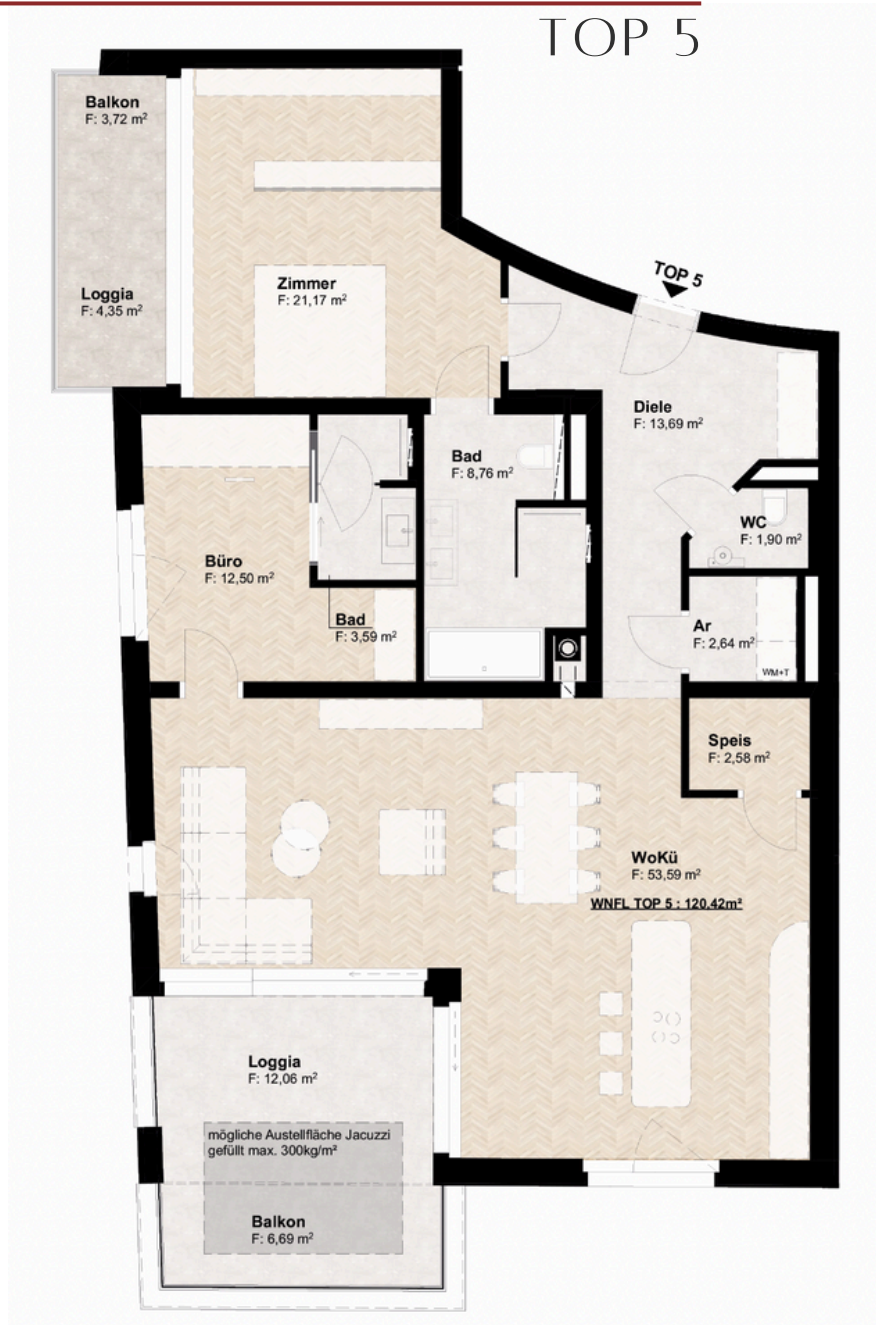 TOP 5
Balkon
F: 3,72 m²
Loggia
F: 4,35 m²
Zimmer
F: 21,17 m²
TOP 5
Diele
F: 13,69 m²
Bad
F: 8,76 m²
WC
F: 1,90 m²
Büro
F: 12,50 m²
Bad
F: 3,59 m²
Ar
F: 2,64 m²
WM+T
Speis
F: 2,58 m²
WoKü
F: 53,59 m²
WNFL TOP 5 : 120.42m²
Loggia
F: 12,06 m²
mögliche Austellfläche Jacuzzi
gefüllt max. 300kg/m²
Balkon
F: 6,69 m²